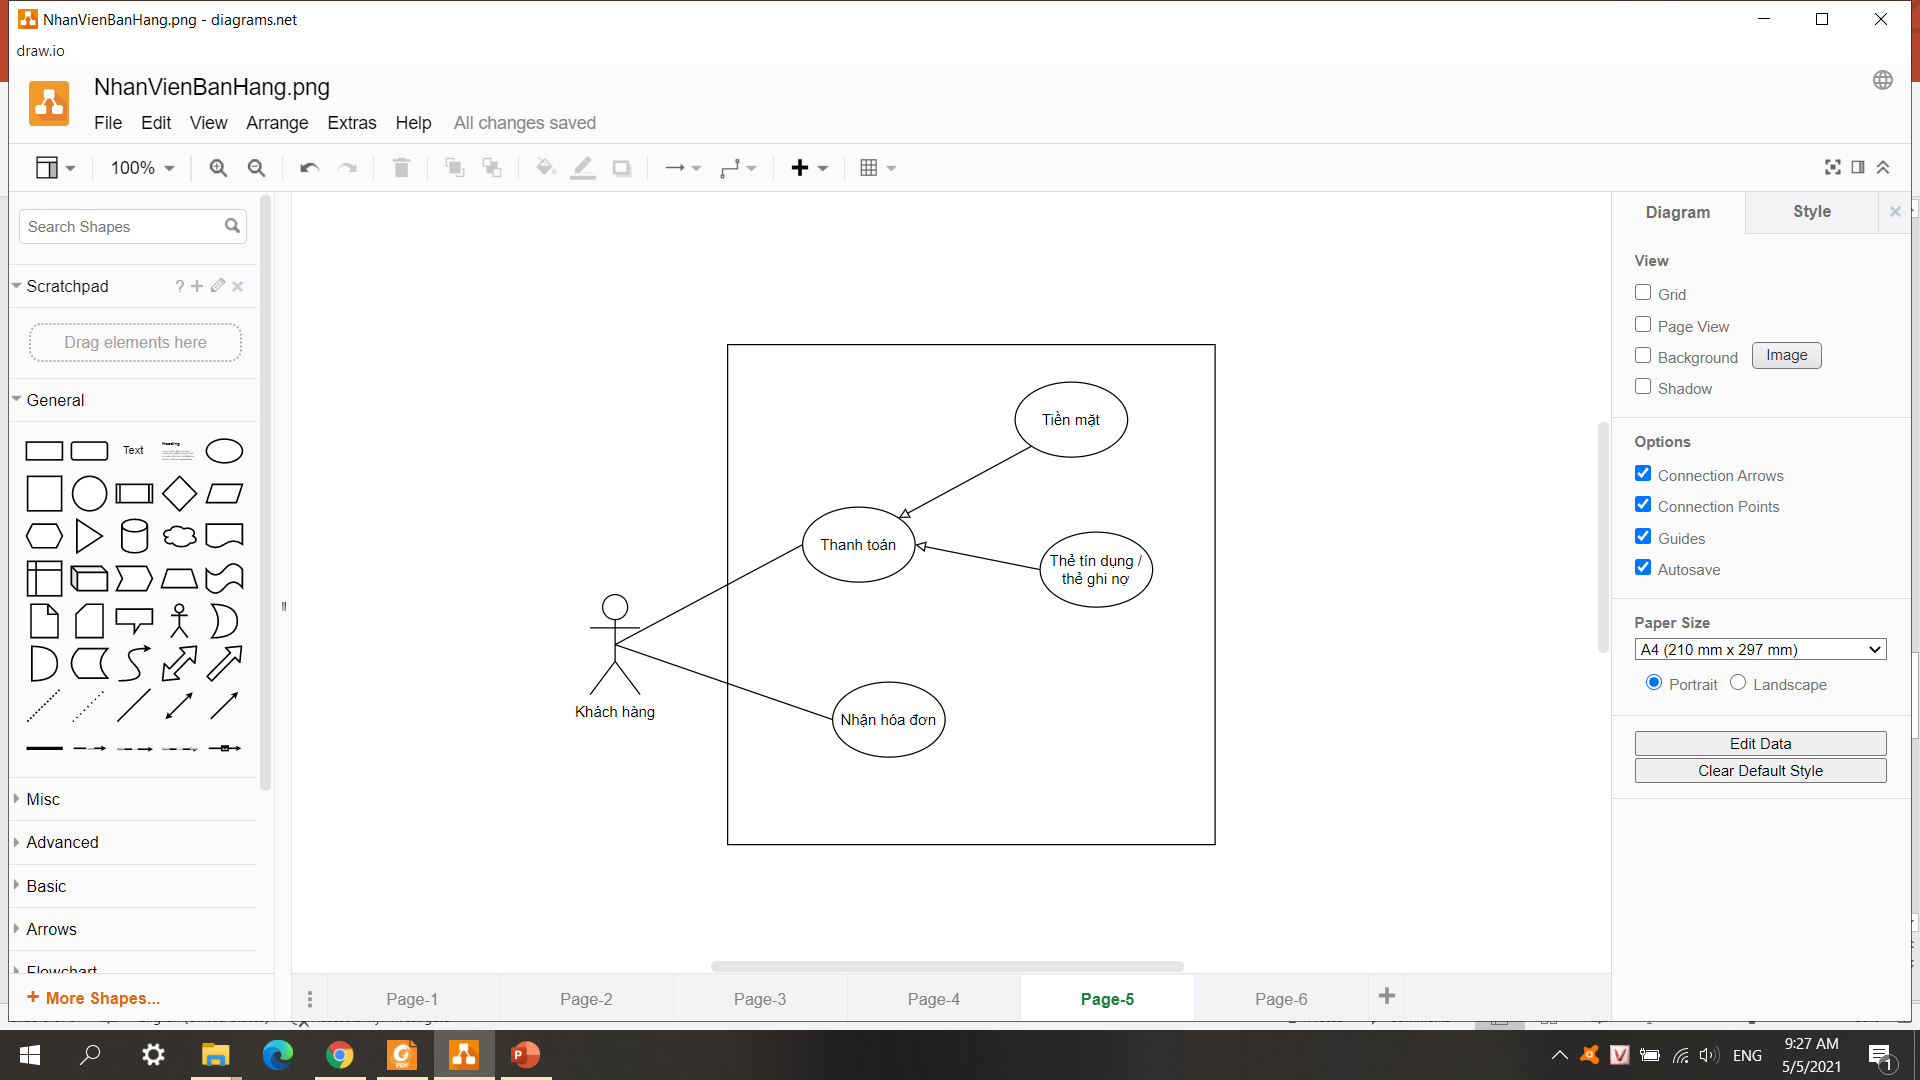 NhanVienBanHang.png - diagrams.net
draw.io
NhanVienBanHang.png
File Edit View Arrange Extras Help All changes saved
100%
Search Shapes
Scratchpad
?
Drag elements here
General
Text
Heading
Misc
Advanced
Basic
Arrows
Flowchart
+ More Shapes...
Tiền mặt
Thanh toán
Thẻ tín dụng /
thẻ ghi nợ
Khách hàng
Nhận hóa đơn
Page-1 Page-2 Page-3 Page-4 Page-5 Page-6
Diagram Style
View
Grid
Page View
Background Image
Shadow
Options
Connection Arrows
Connection Points
Guides
Autosave
Paper Size
A4 (210 mm x 297 mm)
Portrait Landscape
Edit Data
Clear Default Style
ENG
9:27 AM
5/5/2021
1